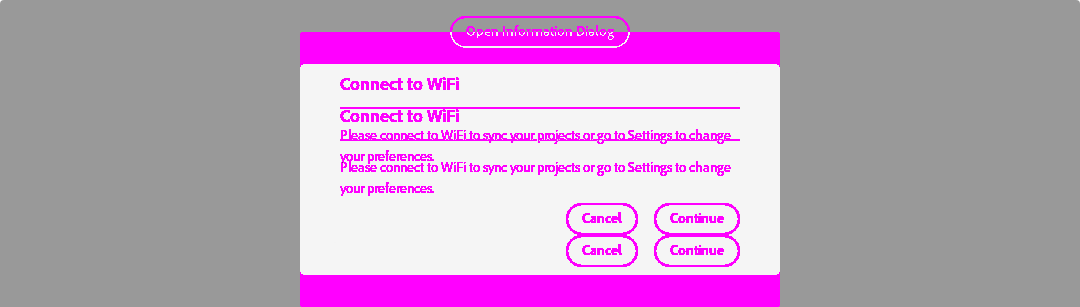 Open Information Dialog
Connect to WiFi
Connect to WiFi
Please connect to WiFi to sync your projects or go to Settings to change
your preferences.
Please connect to WiFi to sync your projects or go to Settings to change
your preferences.
Cancel Continue
Cancel Continue